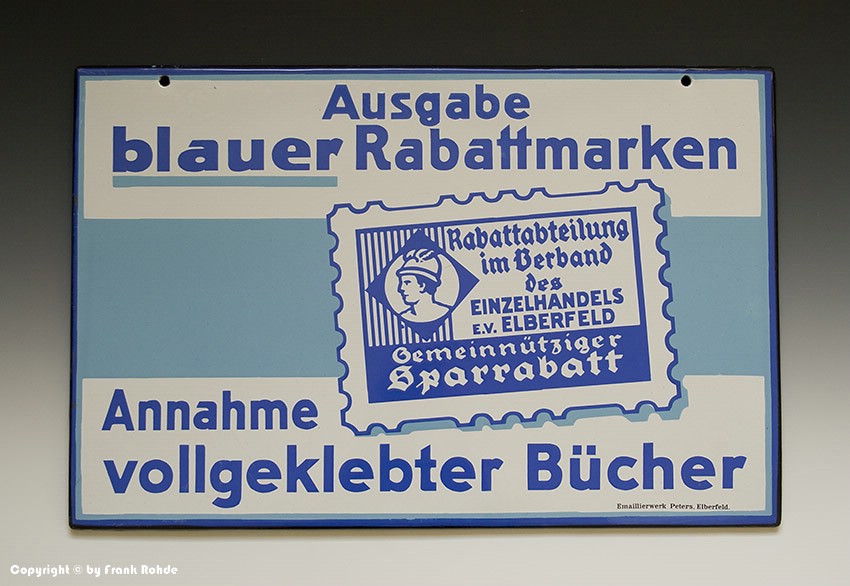 Ausgabe
blauer Rabattmarken
Rabattabteilung
im Verband
des
EINZELHANDELS
E.V. ELBERFELD
Gemeinnütziger
Sparrabatt
Annahme
vollgeklebter Bücher
Emaillierwerk Peters, Elberfeld.
Copyright © by Frank Rohde